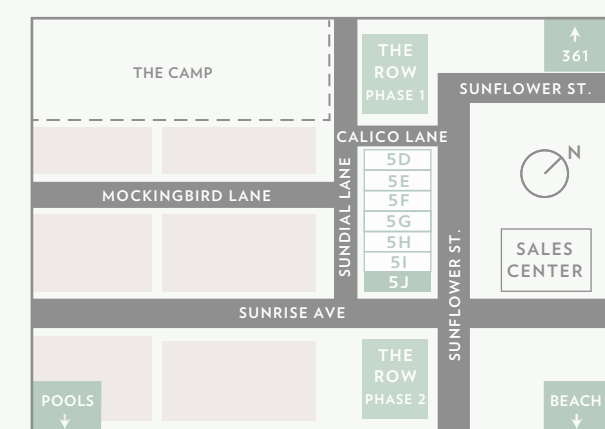 THE CAMP
THE
ROW
PHASE 1
↑
361
SUNFLOWER ST.
CALICO LANE
N
5D
5E
5F
5G
5H
5I
5J
MOCKINGBIRD LANE
SUNDIAL LANE
SUNFLOWER ST.
SALES
CENTER
SUNRISE AVE
THE
ROW
PHASE 2
POOLS
↓
BEACH
↓